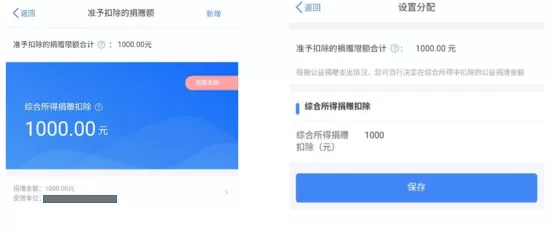 返回
准予扣除的捐赠额
新增
准予扣除的捐赠限额合计 ? ：1000.00元
综合所得捐赠扣除 ?
1000.00元
捐赠金额：1000.00元
受赠单位：
返回
设置分配
准予扣除的捐赠限额合计 ? ： 1000.00 元
根据公益捐赠支出情况，您可自行决定在综合所得中扣除的公益捐赠金额
综合所得捐赠扣除
综合所得捐赠 1000
扣除（元）
保存